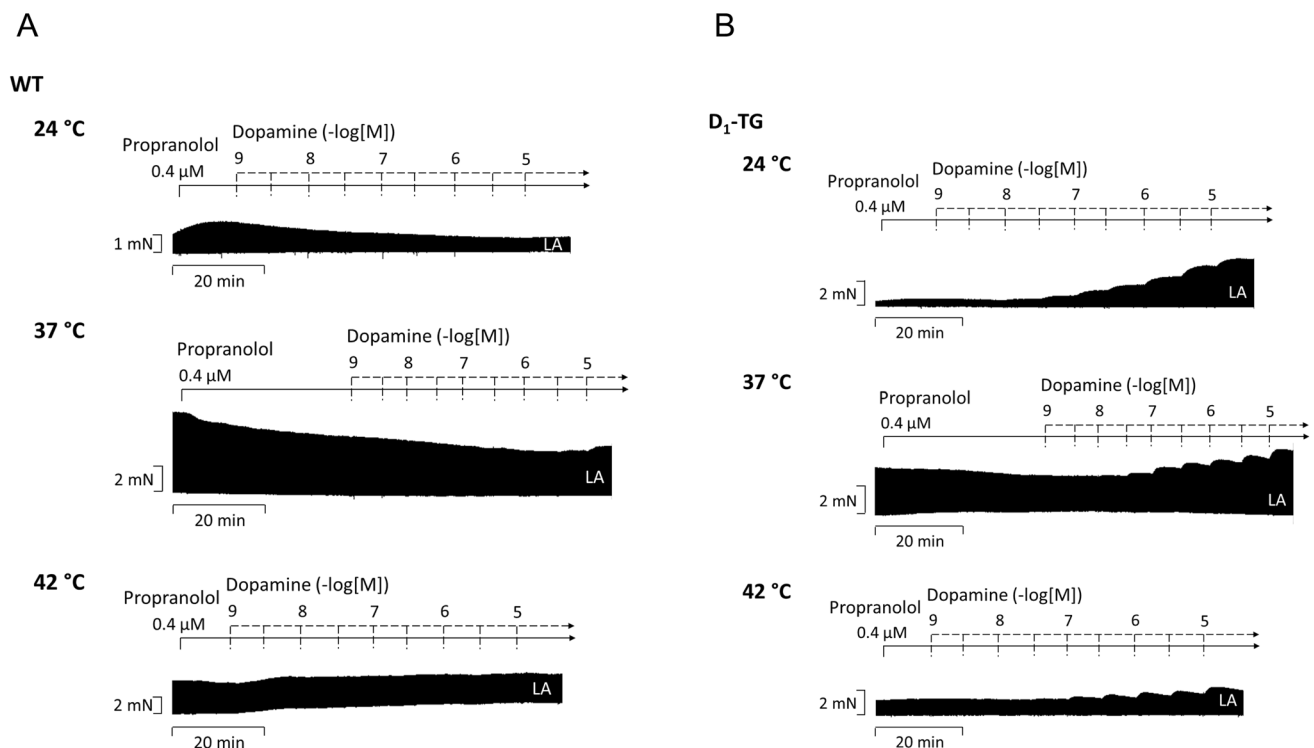 A
WT
24 °C
Dopamine (-log[M])
Propranolol
0.4 µM
9 8 7 6 5
1 mN
LA
20 min
37 °C
Dopamine (-log[M])
Propranolol
0.4 µM
9 8 7 6 5
2 mN
LA
20 min
42 °C
Dopamine (-log[M])
Propranolol
0.4 µM
9 8 7 6 5
2 mN
LA
20 min
B
D₁-TG
24 °C
Dopamine (-log[M])
Propranolol
0.4 µM
9 8 7 6 5
2 mN
LA
20 min
37 °C
Dopamine (-log[M])
Propranolol
0.4 µM
9 8 7 6 5
2 mN
LA
20 min
42 °C
Dopamine (-log[M])
Propranolol
0.4 µM
9 8 7 6 5
2 mN
LA
20 min